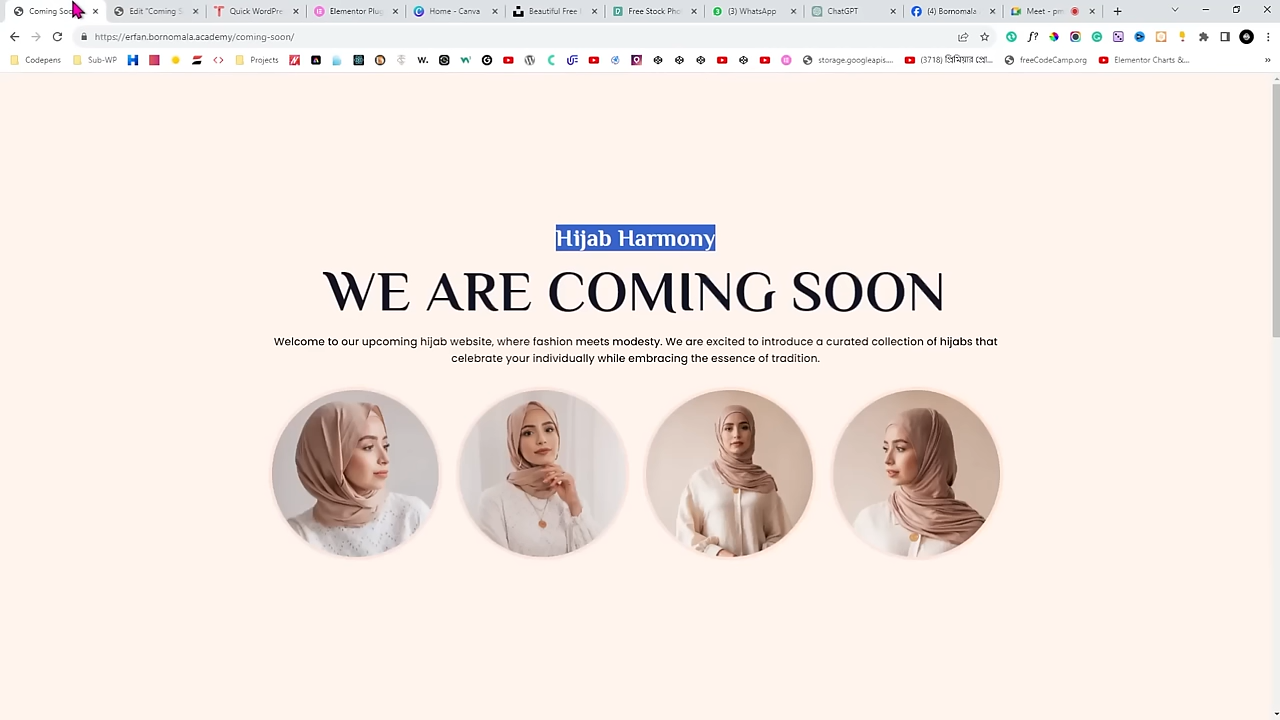 Coming Soo
Edit "Coming S
Quick WordPre
Elementor Plug
Home - Canva
Beautiful Free I
Free Stock Pho
(3) WhatsApp
ChatGPT
(4) Bornomala
Meet - pm
https://erfan.bornomala.academy/coming-soon/
Codepens
Sub-WP
Projects
storage.googleapis....
freeCodeCamp.org
Elementor Charts &...
Hijab Harmony
WE ARE COMING SOON
Welcome to our upcoming hijab website, where fashion meets modesty. We are excited to introduce a curated collection of hijabs that
celebrate your individually while embracing the essence of tradition.